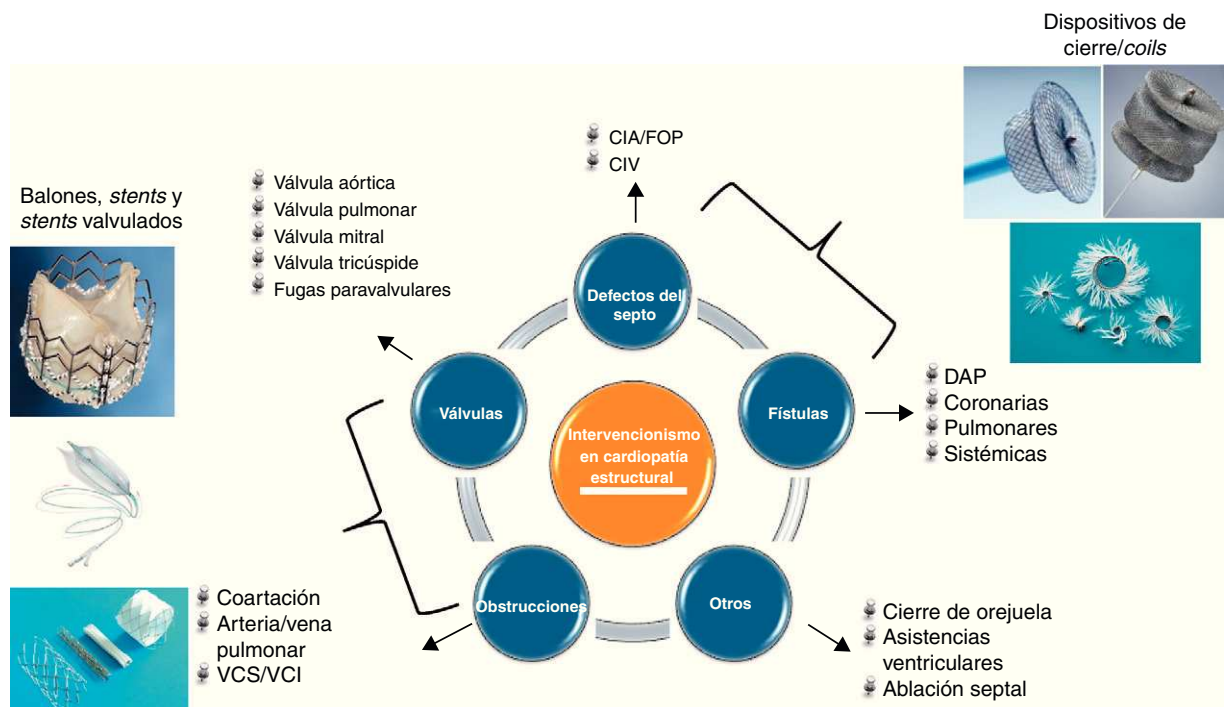 Dispositivos de
cierre/coils
CIA/FOP
CIV
Balones, stents y
stents valvulados
Válvula aórtica
Válvula pulmonar
Válvula mitral
Válvula tricúspide
Fugas paravalvulares
Defectos del
septo
Válvulas
Fístulas
DAP
Coronarias
Pulmonares
Sistémicas
Intervencionismo
en cardiopatía
estructural
Obstrucciones
Otros
Coartación
Arteria/vena
pulmonar
VCS/VCI
Cierre de orejuela
Asistencias
ventriculares
Ablación septal